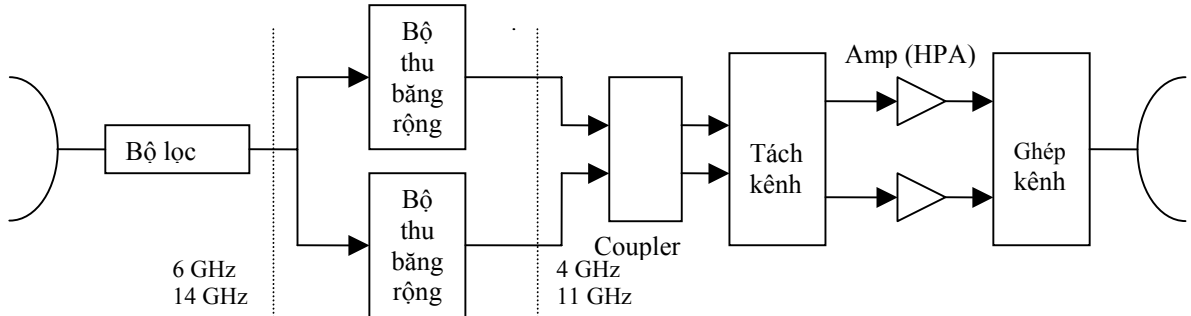 Bộ lọc
6 GHz
14 GHz
Bộ
thu
băng
rộng
Bộ
thu
băng
rộng
4 GHz
11 GHz
Coupler
Tách
kênh
Amp (HPA)
Ghép
kênh